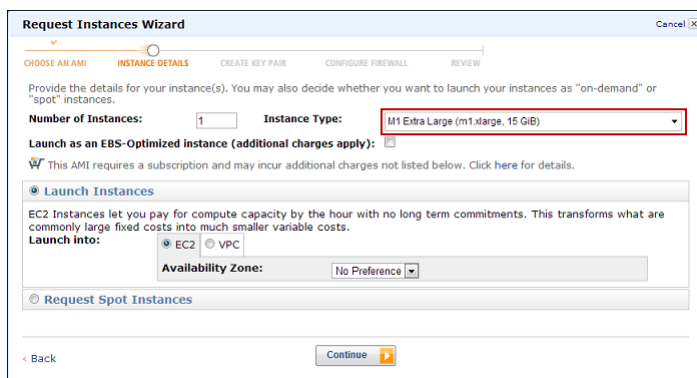 Request Instances Wizard
Cancel X
CHOOSE AN AMI INSTANCE DETAILS CREATE KEY PAIR CONFIGURE FIREWALL REVIEW
Provide the details for your instance(s). You may also decide whether you want to launch your instances as "on-demand" or
"spot" instances.
Number of Instances: 1 Instance Type: M1 Extra Large (m1.xlarge, 15 GiB)
Launch as an EBS-Optimized instance (additional charges apply):
This AMI requires a subscription and may incur additional charges not listed below. Click here for details.
Launch Instances
EC2 Instances let you pay for compute capacity by the hour with no long term commitments. This transforms what are
commonly large fixed costs into much smaller variable costs.
Launch into: EC2 VPC
Availability Zone: No Preference
Request Spot Instances
< Back
Continue